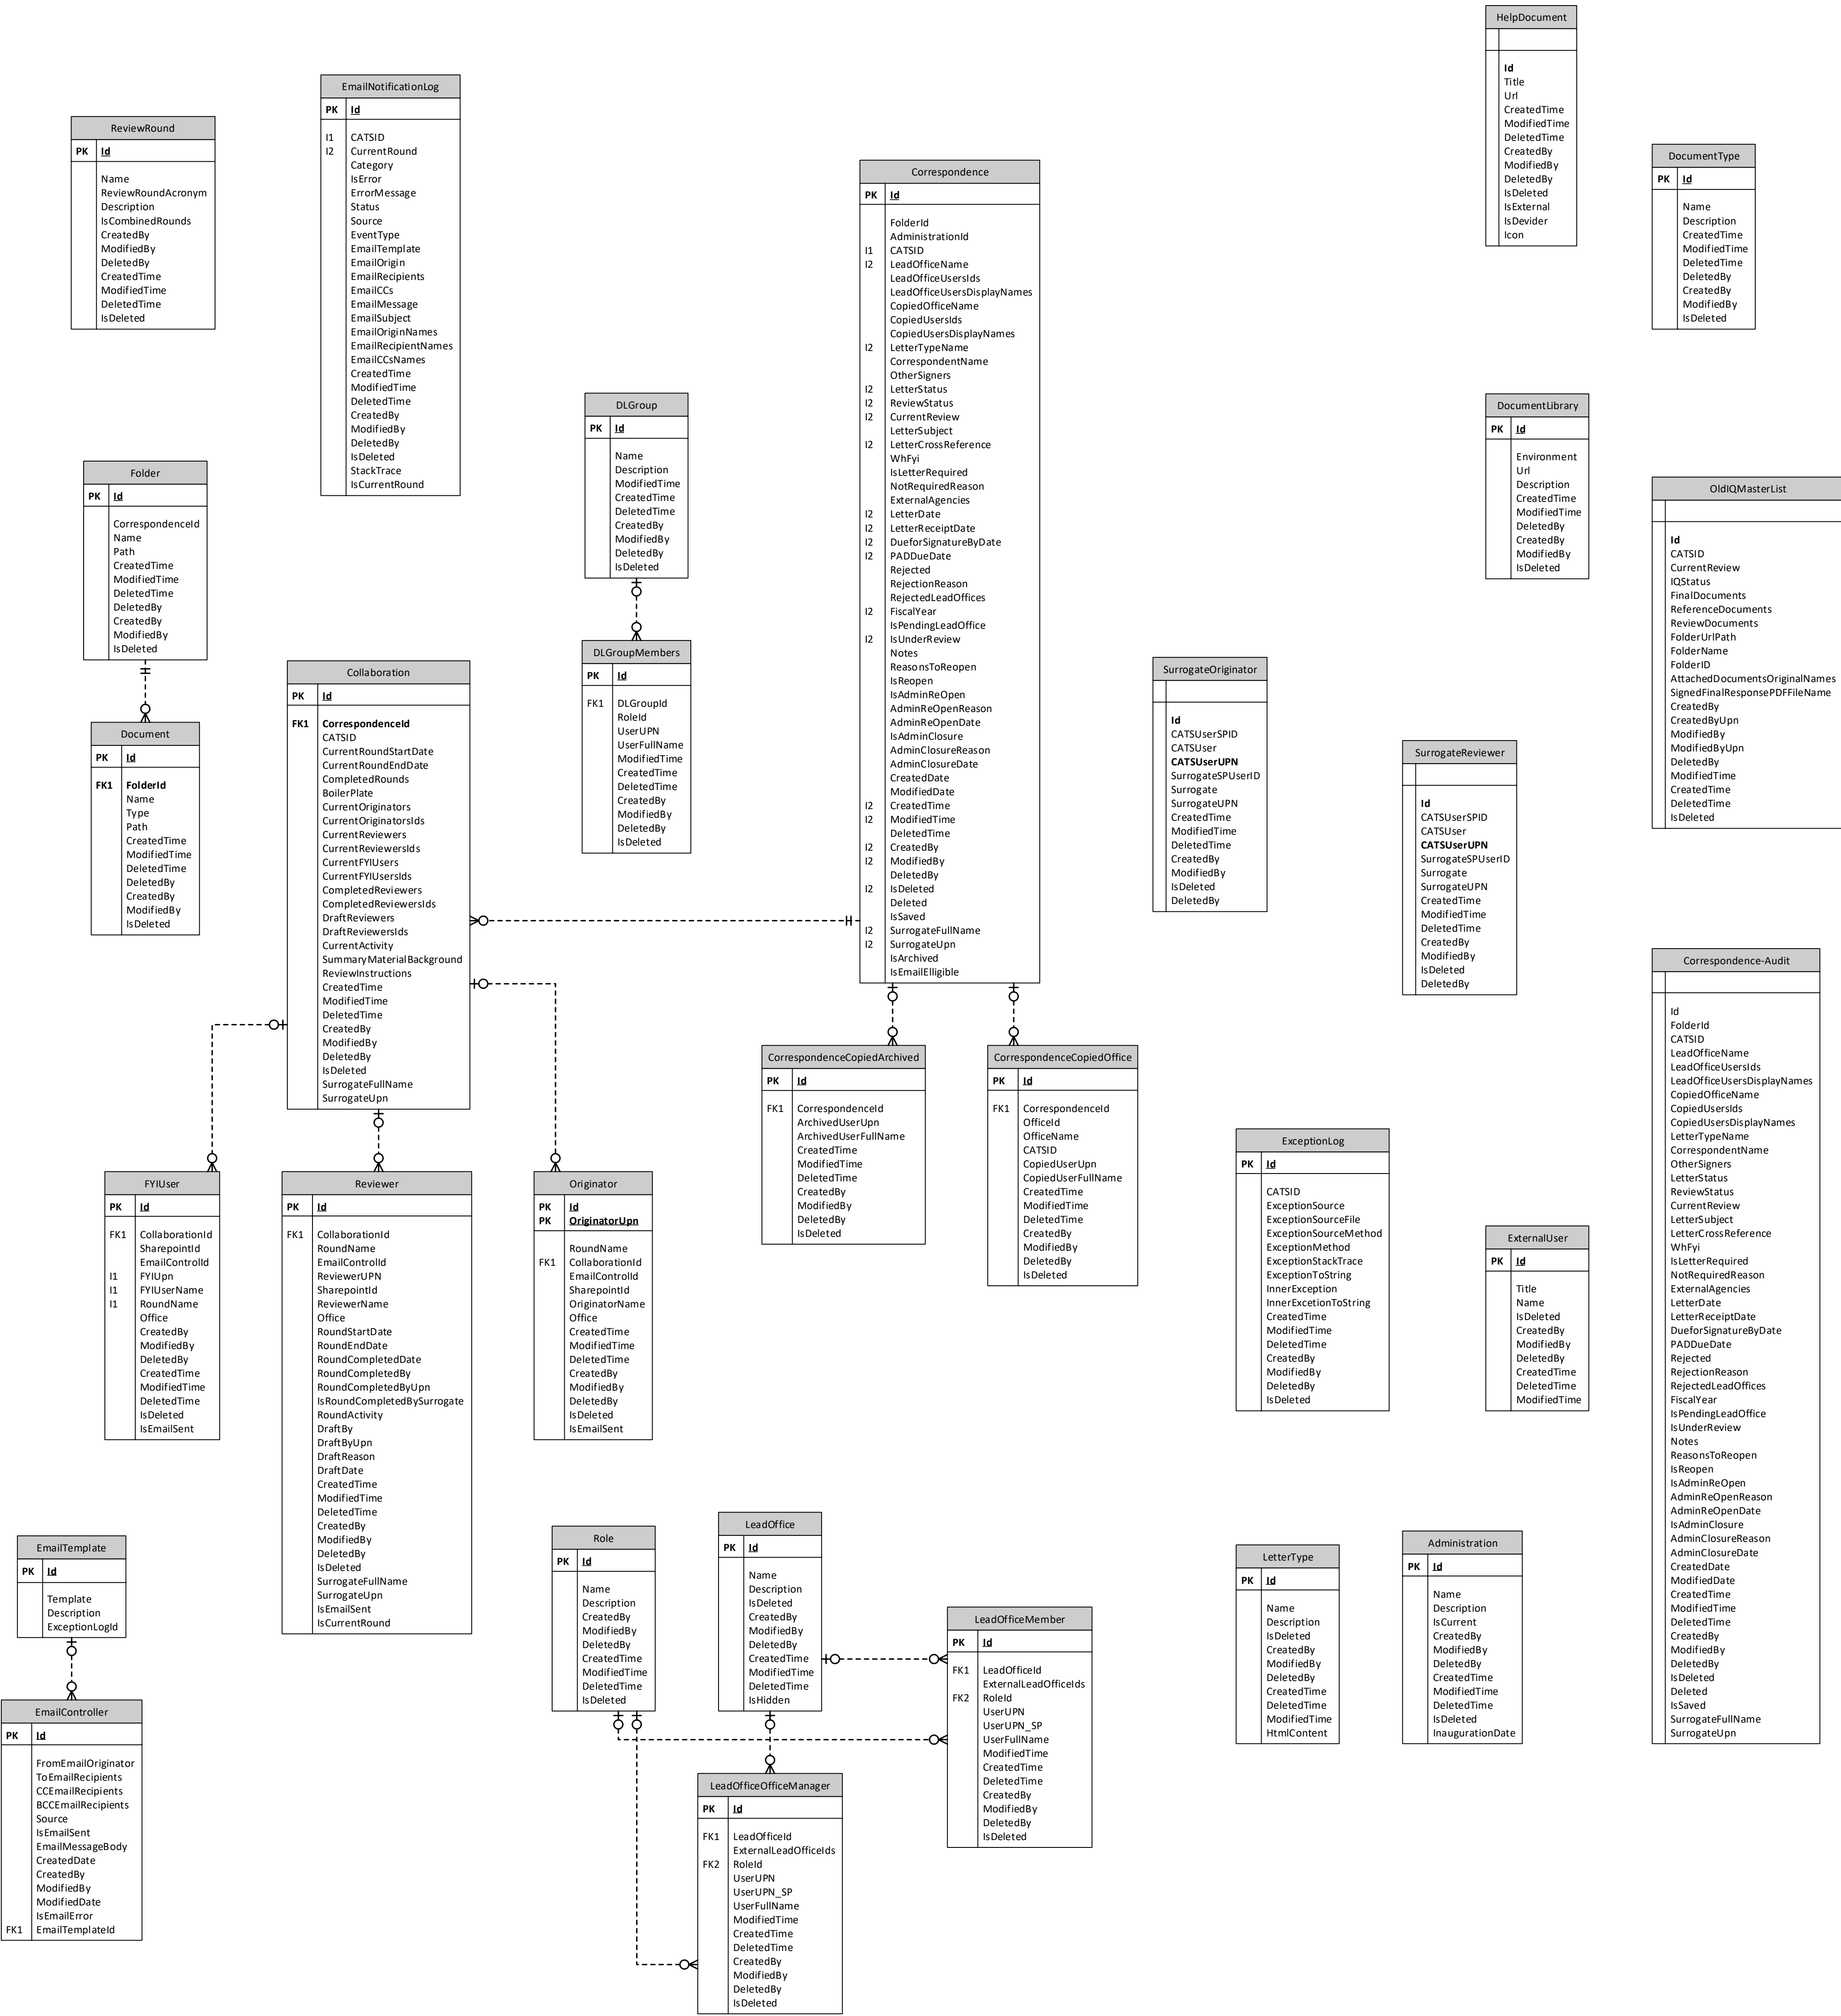 HelpDocument
Id
Title
Url
CreatedTime
ModifiedTime
DeletedTime
CreatedBy
ModifiedBy
DeletedBy
IsDeleted
IsExternal
IsDevider
Icon
EmailNotificationLog
PK Id
I1 CATSID
I2 CurrentRound
Category
IsError
ErrorMessage
Status
Source
EventType
EmailTemplate
EmailOrigin
EmailRecipients
EmailCCs
EmailMessage
EmailSubject
EmailOriginNames
EmailRecipientNames
EmailCCsNames
CreatedTime
ModifiedTime
DeletedTime
CreatedBy
ModifiedBy
DeletedBy
IsDeleted
StackTrace
IsCurrentRound
ReviewRound
PK Id
Name
ReviewRoundAcronym
Description
IsCombinedRounds
CreatedBy
ModifiedBy
DeletedBy
CreatedTime
ModifiedTime
DeletedTime
IsDeleted
DocumentType
PK Id
Name
Description
CreatedTime
ModifiedTime
DeletedTime
DeletedBy
CreatedBy
ModifiedBy
IsDeleted
Correspondence
PK Id
FolderId
AdministrationId
I1 CATSID
I2 LeadOfficeName
LeadOfficeUsersIds
LeadOfficeUsersDisplayNames
CopiedOfficeName
CopiedUsersIds
CopiedUsersDisplayNames
I2 LetterTypeName
CorrespondentName
OtherSigners
I2 LetterStatus
I2 ReviewStatus
I2 CurrentReview
LetterSubject
I2 LetterCrossReference
WhFyi
IsLetterRequired
NotRequiredReason
ExternalAgencies
I2 LetterDate
I2 LetterReceiptDate
I2 DueforSignatureByDate
I2 PADDueDate
Rejected
RejectionReason
RejectedLeadOffices
I2 FiscalYear
IsPendingLeadOffice
I2 IsUnderReview
Notes
ReasonsToReopen
IsReopen
IsAdminReOpen
AdminReOpenReason
AdminReOpenDate
IsAdminClosure
AdminClosureReason
AdminClosureDate
CreatedDate
ModifiedDate
I2 CreatedTime
I2 ModifiedTime
DeletedTime
I2 CreatedBy
I2 ModifiedBy
DeletedBy
I2 IsDeleted
Deleted
IsSaved
I2 SurrogateFullName
I2 SurrogateUpn
IsArchived
IsEmailElligible
DLGroup
PK Id
Name
Description
ModifiedTime
CreatedTime
DeletedTime
CreatedBy
ModifiedBy
DeletedBy
IsDeleted
DocumentLibrary
PK Id
Environment
Url
Description
CreatedTime
ModifiedTime
DeletedBy
CreatedBy
ModifiedBy
IsDeleted
Folder
PK Id
CorrespondenceId
Name
Path
CreatedTime
ModifiedTime
DeletedTime
DeletedBy
CreatedBy
ModifiedBy
IsDeleted
OldIQMasterList
Id
CATSID
CurrentReview
IQStatus
FinalDocuments
ReferenceDocuments
ReviewDocuments
FolderUrlPath
FolderName
FolderID
AttachedDocumentsOriginalNames
SignedFinalResponsePDFFileName
CreatedBy
CreatedByUpn
ModifiedBy
ModifiedByUpn
DeletedBy
ModifiedTime
CreatedTime
DeletedTime
IsDeleted
DLGroupMembers
PK Id
FK1 DLGroupId
RoleId
UserUPN
UserFullName
ModifiedTime
CreatedTime
DeletedTime
CreatedBy
ModifiedBy
DeletedBy
IsDeleted
Collaboration
PK Id
FK1 CorrespondenceId
CATSID
CurrentRoundStartDate
CurrentRoundEndDate
CompletedRounds
BoilerPlate
CurrentOriginators
CurrentOriginatorsIds
CurrentReviewers
CurrentReviewersIds
CurrentFYIUsers
CurrentFYIUsersIds
CompletedReviewers
CompletedReviewersIds
DraftReviewers
DraftReviewersIds
CurrentActivity
SummaryMaterialBackground
ReviewInstructions
CreatedTime
ModifiedTime
DeletedTime
CreatedBy
ModifiedBy
DeletedBy
IsDeleted
SurrogateFullName
SurrogateUpn
SurrogateOriginator
Id
CATSUserSPID
CATSUser
CATSUserUPN
SurrogateSPUserID
Surrogate
SurrogateUPN
CreatedTime
ModifiedTime
DeletedTime
CreatedBy
ModifiedBy
IsDeleted
DeletedBy
Document
PK Id
FK1 FolderId
Name
Type
Path
CreatedTime
ModifiedTime
DeletedTime
DeletedBy
CreatedBy
ModifiedBy
IsDeleted
SurrogateReviewer
Id
CATSUserSPID
CATSUser
CATSUserUPN
SurrogateSPUserID
Surrogate
SurrogateUPN
CreatedTime
ModifiedTime
DeletedTime
CreatedBy
ModifiedBy
IsDeleted
DeletedBy
Correspondence-Audit
Id
FolderId
CATSID
LeadOfficeName
LeadOfficeUsersIds
LeadOfficeUsersDisplayNames
CopiedOfficeName
CopiedUsersIds
CopiedUsersDisplayNames
LetterTypeName
CorrespondentName
OtherSigners
LetterStatus
ReviewStatus
CurrentReview
LetterSubject
LetterCrossReference
WhFyi
IsLetterRequired
NotRequiredReason
ExternalAgencies
LetterDate
LetterReceiptDate
DueforSignatureByDate
PADDueDate
Rejected
RejectionReason
RejectedLeadOffices
FiscalYear
IsPendingLeadOffice
IsUnderReview
Notes
ReasonsToReopen
IsReopen
IsAdminReOpen
AdminReOpenReason
AdminReOpenDate
IsAdminClosure
AdminClosureReason
AdminClosureDate
CreatedDate
ModifiedDate
CreatedTime
ModifiedTime
DeletedTime
CreatedBy
ModifiedBy
DeletedBy
IsDeleted
Deleted
IsSaved
SurrogateFullName
SurrogateUpn
CorrespondenceCopiedArchived
PK Id
FK1 CorrespondenceId
ArchivedUserUpn
ArchivedUserFullName
CreatedTime
ModifiedTime
DeletedTime
CreatedBy
ModifiedBy
DeletedBy
IsDeleted
CorrespondenceCopiedOffice
PK Id
FK1 CorrespondenceId
OfficeId
OfficeName
CATSID
CopiedUserUpn
CopiedUserFullName
CreatedTime
ModifiedTime
DeletedTime
CreatedBy
ModifiedBy
DeletedBy
IsDeleted
ExceptionLog
PK Id
CATSID
ExceptionSource
ExceptionSourceFile
ExceptionSourceMethod
ExceptionMethod
ExceptionStackTrace
ExceptionToString
InnerException
InnerExcetionToString
CreatedTime
ModifiedTime
DeletedTime
CreatedBy
ModifiedBy
DeletedBy
IsDeleted
FYIUser
PK Id
FK1 CollaborationId
SharepointId
EmailControlId
I1 FYIUpn
I1 FYIUserName
I1 RoundName
Office
CreatedBy
ModifiedBy
DeletedBy
CreatedTime
ModifiedTime
DeletedTime
IsDeleted
IsEmailSent
Reviewer
PK Id
FK1 CollaborationId
RoundName
EmailControlId
ReviewerUPN
SharepointId
ReviewerName
Office
RoundStartDate
RoundEndDate
RoundCompletedDate
RoundCompletedBy
RoundCompletedByUpn
IsRoundCompletedBySurrogate
RoundActivity
DraftBy
DraftByUpn
DraftReason
DraftDate
CreatedTime
ModifiedTime
DeletedTime
CreatedBy
ModifiedBy
DeletedBy
IsDeleted
SurrogateFullName
SurrogateUpn
IsEmailSent
IsCurrentRound
Originator
PK Id
PK OriginatorUpn
RoundName
FK1 CollaborationId
EmailControlId
SharepointId
OriginatorName
Office
CreatedTime
ModifiedTime
DeletedTime
CreatedBy
ModifiedBy
DeletedBy
IsDeleted
IsEmailSent
ExternalUser
PK Id
Title
Name
IsDeleted
CreatedBy
ModifiedBy
DeletedBy
CreatedTime
DeletedTime
ModifiedTime
EmailTemplate
PK Id
Template
Description
ExceptionLogId
Role
PK Id
Name
Description
CreatedBy
ModifiedBy
DeletedBy
CreatedTime
ModifiedTime
DeletedTime
IsDeleted
LeadOffice
PK Id
Name
Description
IsDeleted
CreatedBy
ModifiedBy
DeletedBy
CreatedTime
ModifiedTime
DeletedTime
IsHidden
LeadOfficeMember
PK Id
FK1 LeadOfficeId
ExternalLeadOfficeIds
FK2 RoleId
UserUPN
UserUPN_SP
UserFullName
ModifiedTime
CreatedTime
DeletedTime
CreatedBy
ModifiedBy
DeletedBy
IsDeleted
LetterType
PK Id
Name
Description
IsDeleted
CreatedBy
ModifiedBy
DeletedBy
CreatedTime
DeletedTime
ModifiedTime
HtmlContent
Administration
PK Id
Name
Description
IsCurrent
CreatedBy
ModifiedBy
DeletedBy
CreatedTime
ModifiedTime
DeletedTime
IsDeleted
InaugurationDate
EmailController
PK Id
FromEmailOriginator
ToEmailRecipients
CCEmailRecipients
BCCEmailRecipients
Source
IsEmailSent
EmailMessageBody
CreatedDate
CreatedBy
ModifiedBy
ModifiedDate
IsEmailError
FK1 EmailTemplateId
LeadOfficeOfficeManager
PK Id
FK1 LeadOfficeId
ExternalLeadOfficeIds
FK2 RoleId
UserUPN
UserUPN_SP
UserFullName
ModifiedTime
CreatedTime
DeletedTime
CreatedBy
ModifiedBy
DeletedBy
IsDeleted